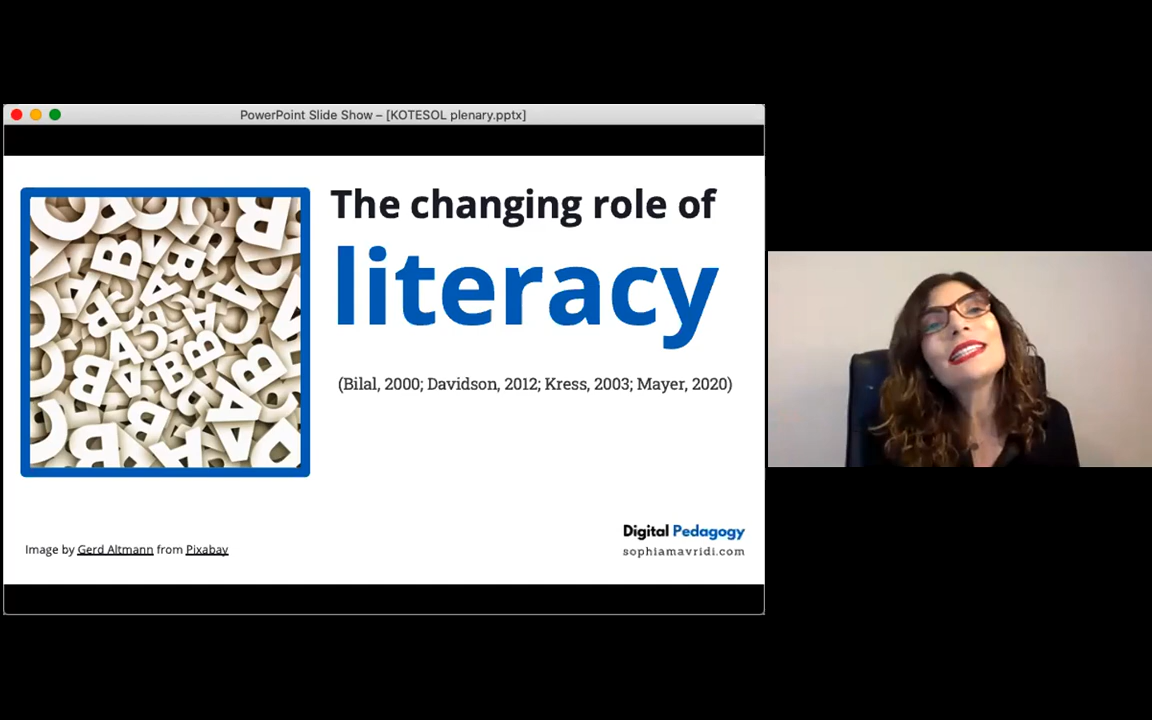 PowerPoint Slide Show – [KOTESOL plenary.pptx]
The changing role of
literacy
(Bilal, 2000; Davidson, 2012; Kress, 2003; Mayer, 2020)
Digital Pedagogy
sophiamavridi.com
Image by Gerd Altmann from Pixabay